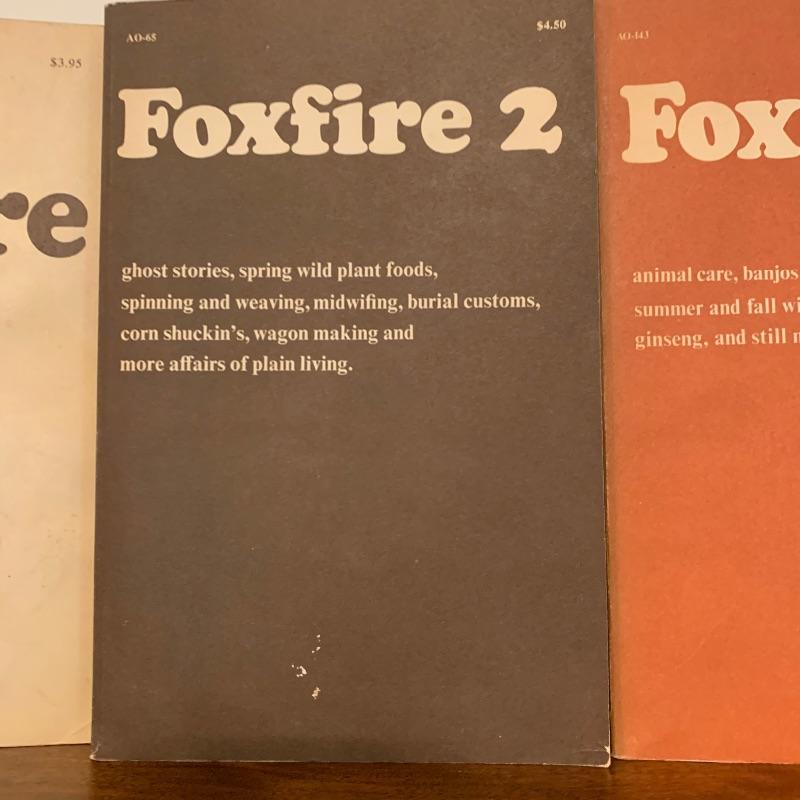 $3.95
re
AO-65
$4.50
Foxfire 2
ghost stories, spring wild plant foods,
spinning and weaving, midwifing, burial customs,
corn shuckin's, wagon making and
more affairs of plain living.
AO-143
Fox
animal care, banjos
summer and fall wi
ginseng, and still m